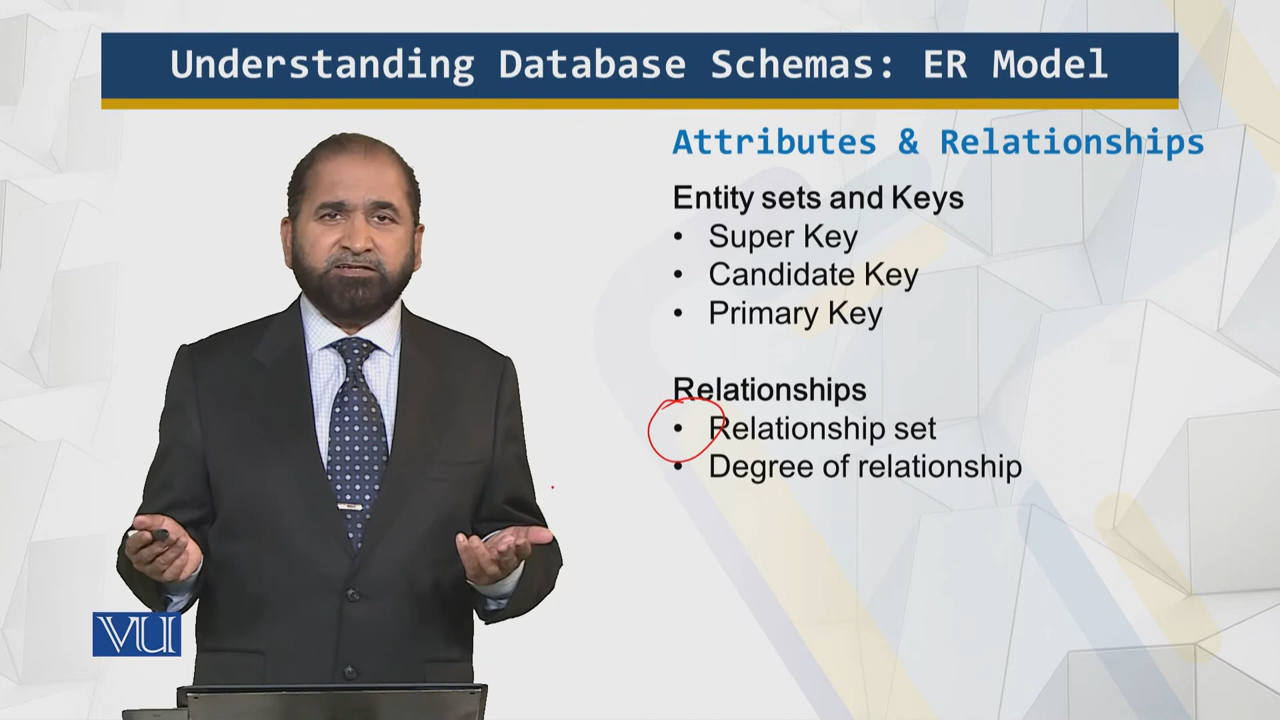 Understanding Database Schemas: ER Model
Attributes & Relationships
Entity sets and Keys
• Super Key
• Candidate Key
• Primary Key
Relationships
• Relationship set
• Degree of relationship
VU